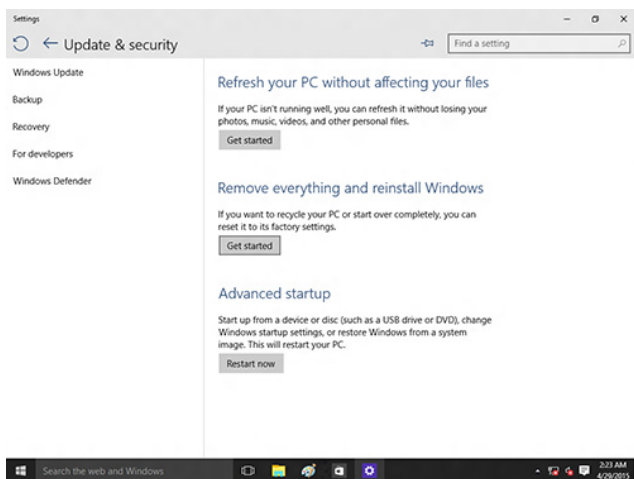 Settings
Update & security
Find a setting
Windows Update
Backup
Recovery
For developers
Windows Defender
Refresh your PC without affecting your files
If your PC isn't running well, you can refresh it without losing your
photos, music, videos, and other personal files.
Get started
Remove everything and reinstall Windows
If you want to recycle your PC or start over completely, you can
reset it to its factory settings.
Get started
Advanced startup
Start up from a device or disc (such as a USB drive or DVD), change
Windows startup settings, or restore Windows from a system
image. This will restart your PC.
Restart now
Search the web and Windows
2:23 AM
4/29/2015